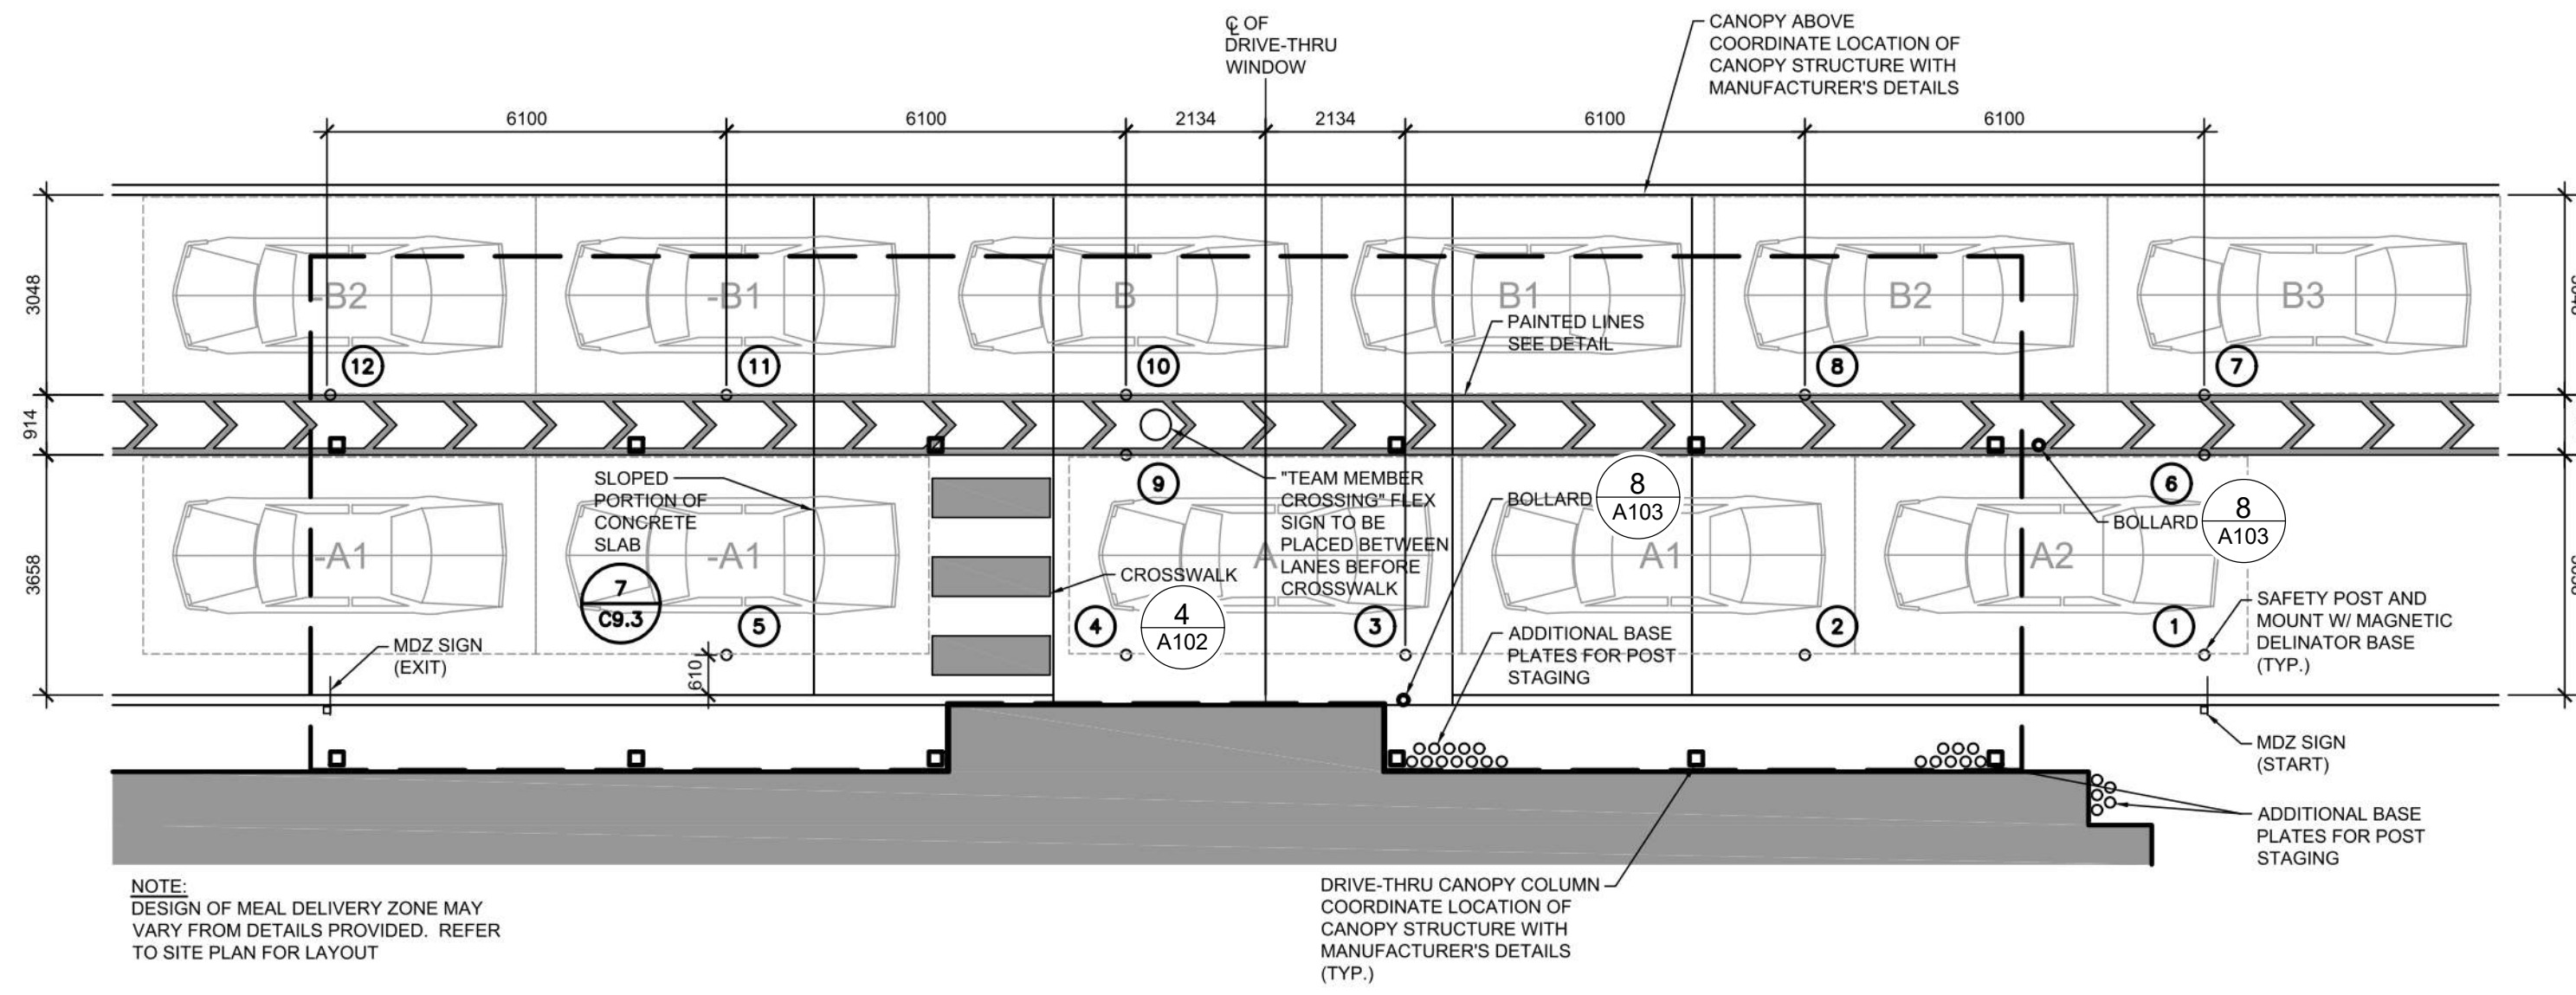 ℄ OF
DRIVE-THRU
WINDOW
CANOPY ABOVE
COORDINATE LOCATION OF
CANOPY STRUCTURE WITH
MANUFACTURER'S DETAILS
6100
6100
2134
2134
6100
6100
3048
914
3658
-B2
-B1
B
B1
B2
B3
PAINTED LINES
SEE DETAIL
12
11
10
8
7
SLOPED
PORTION OF
CONCRETE
SLAB
9
"TEAM MEMBER
CROSSING" FLEX
SIGN TO BE
PLACED BETWEEN
LANES BEFORE
CROSSWALK
BOLLARD
8
A103
6
BOLLARD
8
A103
-A1
-A1
A
A1
A2
7
C9.3
CROSSWALK
5
4
4
A102
3
2
1
MDZ SIGN
(EXIT)
610
ADDITIONAL BASE
PLATES FOR POST
STAGING
SAFETY POST AND
MOUNT W/ MAGNETIC
DELINATOR BASE
(TYP.)
MDZ SIGN
(START)
ADDITIONAL BASE
PLATES FOR POST
STAGING
NOTE:
DESIGN OF MEAL DELIVERY ZONE MAY
VARY FROM DETAILS PROVIDED. REFER
TO SITE PLAN FOR LAYOUT
DRIVE-THRU CANOPY COLUMN
COORDINATE LOCATION OF
CANOPY STRUCTURE WITH
MANUFACTURER'S DETAILS
(TYP.)